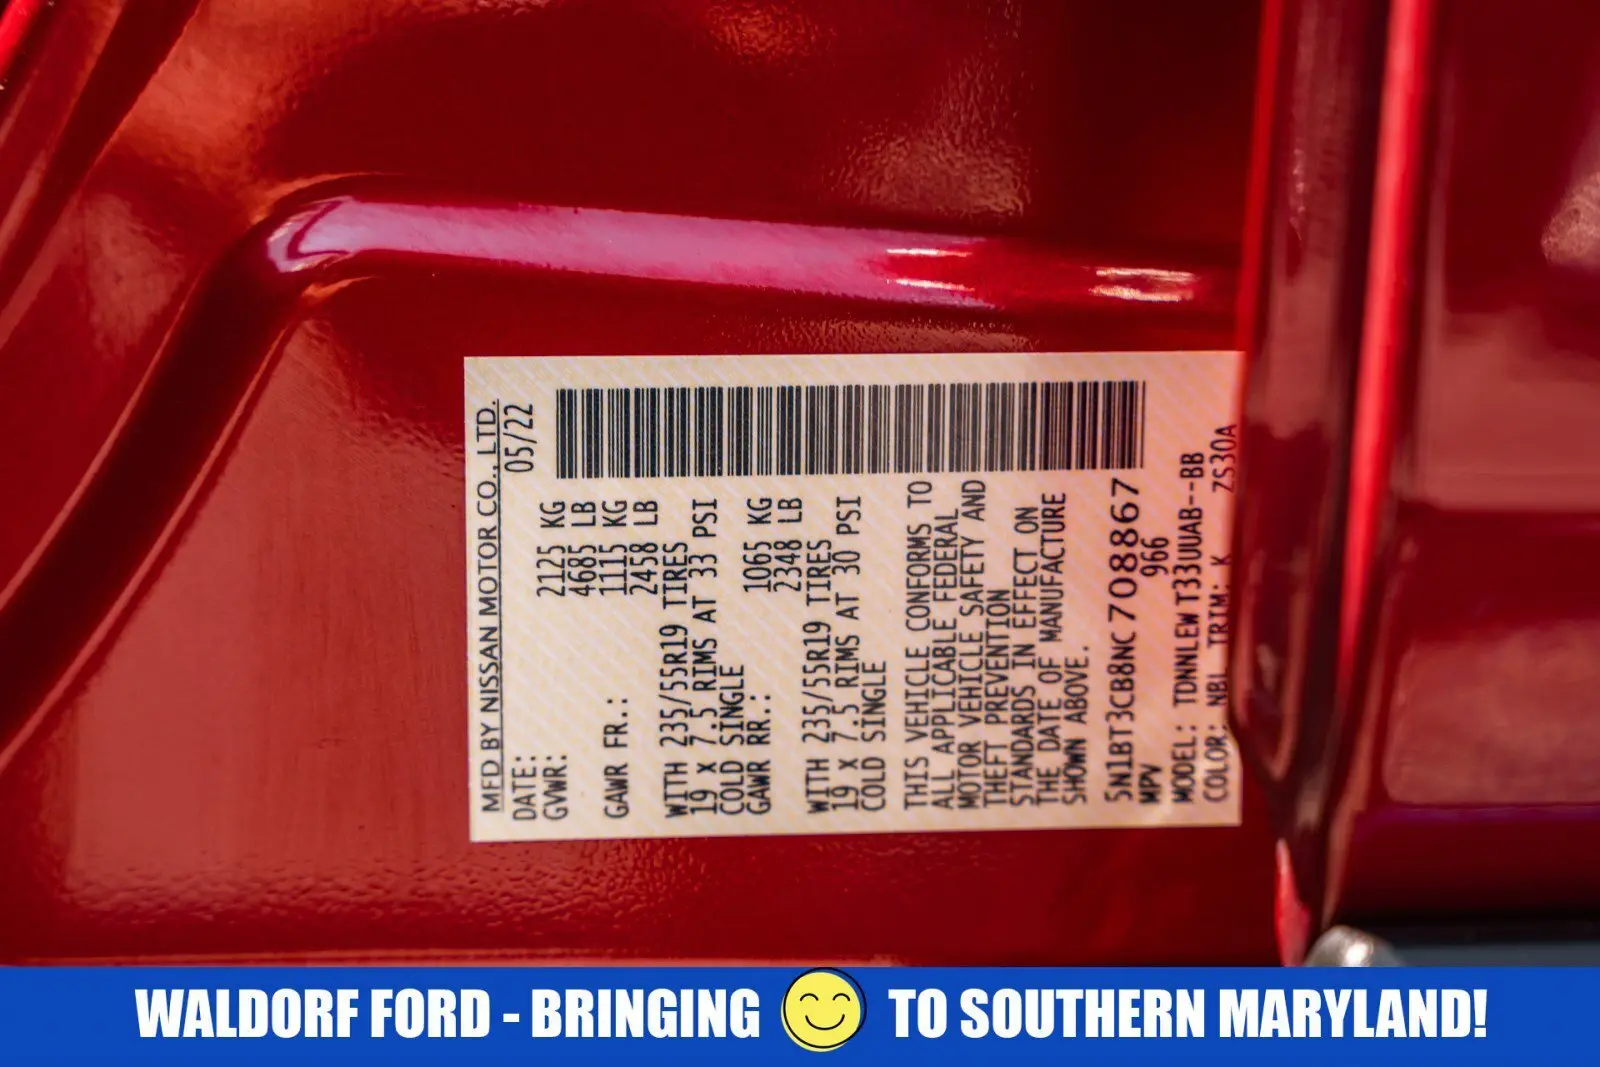 MFD BY NISSAN MOTOR CO., LTD.
DATE: 05/22
GVWR: 2125 KG
4685 LB
GAWR FR.: 1115 KG
2458 LB
WITH 235/55R19 TIRES
19 x 7.5 RIMS AT 33 PSI
COLD SINGLE
GAWR RR.: 1065 KG
2348 LB
WITH 235/55R19 TIRES
19 x 7.5 RIMS AT 30 PSI
COLD SINGLE
THIS VEHICLE CONFORMS TO
ALL APPLICABLE FEDERAL
MOTOR VEHICLE SAFETY AND
THEFT PREVENTION
STANDARDS IN EFFECT ON
THE DATE OF MANUFACTURE
SHOWN ABOVE.
5N1BT3CB8NC708867
MPV 966
MODEL: TDNNLEWT33UUAB--BB
COLOR: NBL TRIM: K ZS30A
WALDORF FORD - BRINGING TO SOUTHERN MARYLAND!